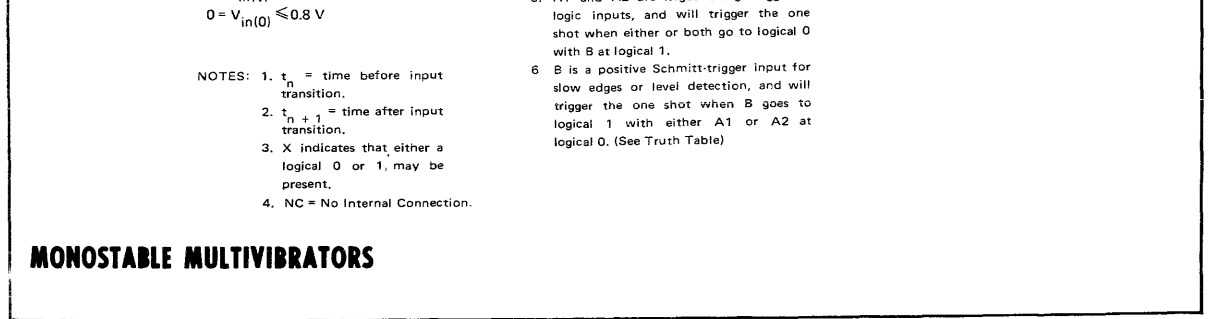 0 = Vin(0) ≤0.8 V
NOTES: 1. tn = time before input
transition.
2. tn + 1 = time after input
transition.
3. X indicates that either a
logical 0 or 1, may be
present.
4. NC = No Internal Connection.
logic inputs, and will trigger the one
shot when either or both go to logical 0
with B at logical 1.
6 B is a positive Schmitt-trigger input for
slow edges or level detection, and will
trigger the one shot when B goes to
logical 1 with either A1 or A2 at
logical 0. (See Truth Table)
MONOSTABLE MULTIVIBRATORS